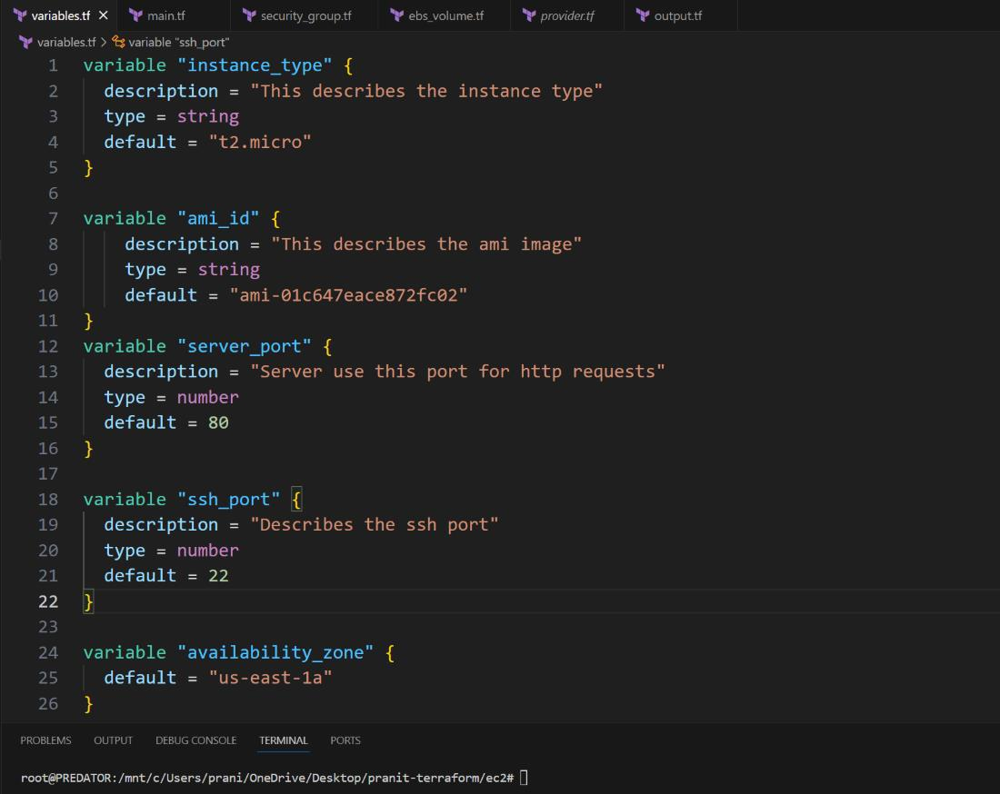 variables.tf × main.tf security_group.tf ebs_volume.tf provider.tf output.tf
variables.tf > variable "ssh_port"
1 variable "instance_type" {
2   description = "This describes the instance type"
3   type = string
4   default = "t2.micro"
5 }
6
7 variable "ami_id" {
8     description = "This describes the ami image"
9     type = string
10     default = "ami-01c647eace872fc02"
11 }
12 variable "server_port" {
13   description = "Server use this port for http requests"
14   type = number
15   default = 80
16 }
17
18 variable "ssh_port" {
19   description = "Describes the ssh port"
20   type = number
21   default = 22
22 }
23
24 variable "availability_zone" {
25   default = "us-east-1a"
26 }
PROBLEMS OUTPUT DEBUG CONSOLE TERMINAL PORTS
root@PREDATOR:/mnt/c/Users/prani/OneDrive/Desktop/pranit-terraform/ec2#